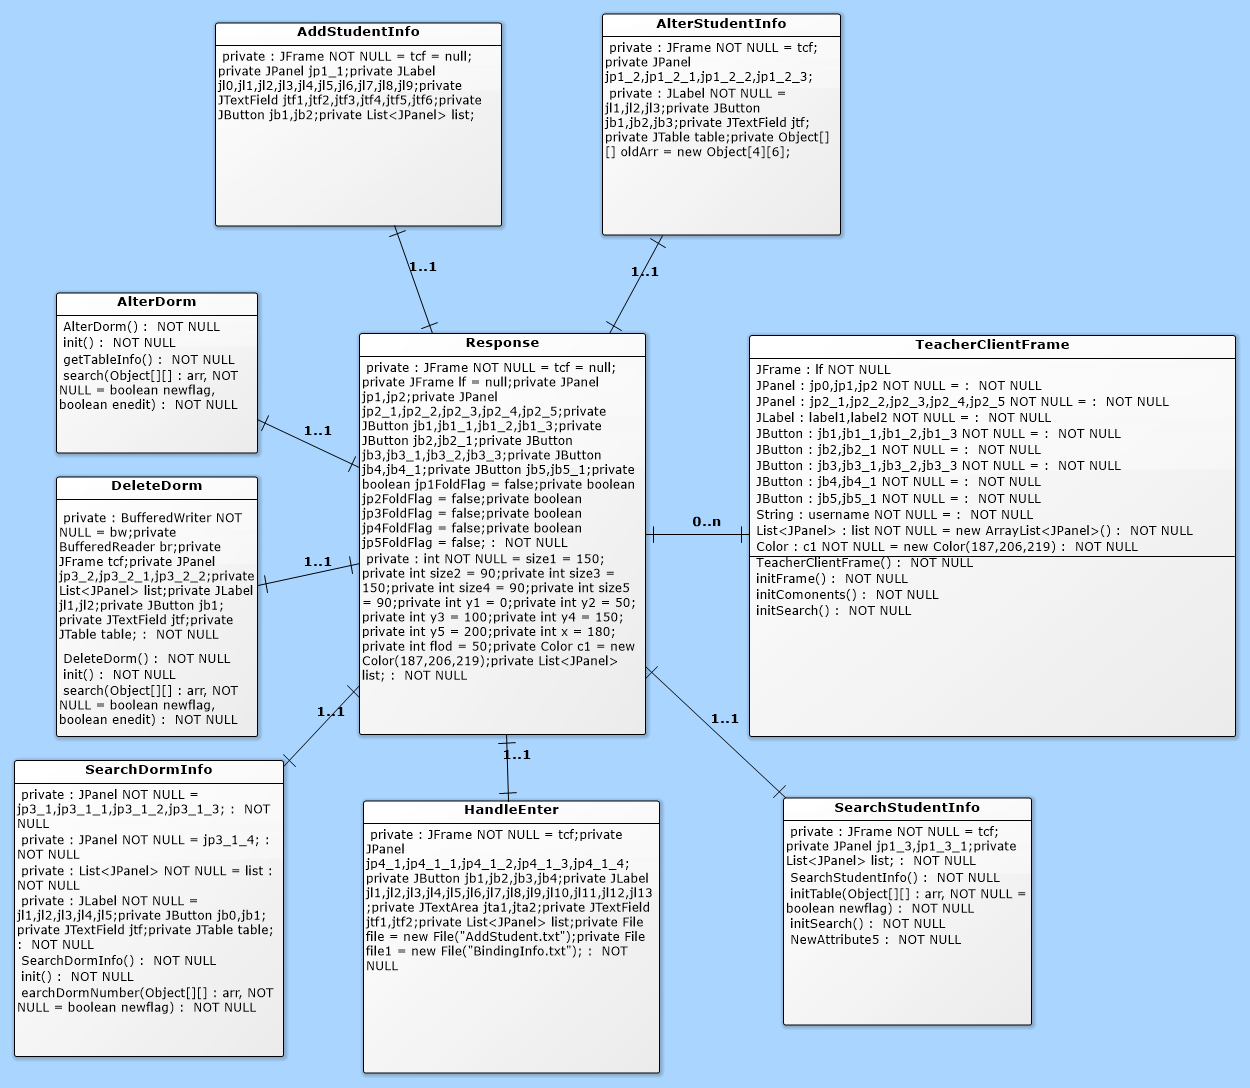 AddStudentInfo
private : JFrame NOT NULL = tcf = null;
private JPanel jp1_1;private JLabel
jl0,jl1,jl2,jl3,jl4,jl5,jl6,jl7,jl8,jl9;private
JTextField jtf1,jtf2,jtf3,jtf4,jtf5,jtf6;private
JButton jb1,jb2;private List<JPanel> list;
AlterStudentInfo
private : JFrame NOT NULL = tcf;
private JPanel
jp1_2,jp1_2_1,jp1_2_2,jp1_2_3;
private : JLabel NOT NULL =
jl1,jl2,jl3;private JButton
jb1,jb2,jb3;private JTextField jtf;
private JTable table;private Object[]
[] oldArr = new Object[4][6];
1..1
1..1
AlterDorm
AlterDorm() :  NOT NULL
init() :  NOT NULL
getTableInfo() :  NOT NULL
search(Object[][] : arr, NOT
NULL = boolean newflag,
boolean enedit) :  NOT NULL
1..1
Response
private : JFrame NOT NULL = tcf = null;
private JFrame lf = null;private JPanel
jp1,jp2;private JPanel
jp2_1,jp2_2,jp2_3,jp2_4,jp2_5;private
JButton jb1,jb1_1,jb1_2,jb1_3;private
JButton jb2,jb2_1;private JButton
jb3,jb3_1,jb3_2,jb3_3;private JButton
jb4,jb4_1;private JButton jb5,jb5_1;private
boolean jp1FoldFlag = false;private boolean
jp2FoldFlag = false;private boolean
jp3FoldFlag = false;private boolean
jp4FoldFlag = false;private boolean
jp5FoldFlag = false; :  NOT NULL
private : int NOT NULL = size1 = 150;
private int size2 = 90;private int size3 =
150;private int size4 = 90;private int size5
= 90;private int y1 = 0;private int y2 = 50;
private int y3 = 100;private int y4 = 150;
private int y5 = 200;private int x = 180;
private int flod = 50;private Color c1 = new
Color(187,206,219);private List<JPanel>
list; :  NOT NULL
TeacherClientFrame
JFrame : lf NOT NULL
JPanel : jp0,jp1,jp2 NOT NULL = :  NOT NULL
JPanel : jp2_1,jp2_2,jp2_3,jp2_4,jp2_5 NOT NULL = :  NOT NULL
JLabel : label1,label2 NOT NULL = :  NOT NULL
JButton : jb1,jb1_1,jb1_2,jb1_3 NOT NULL = :  NOT NULL
JButton : jb2,jb2_1 NOT NULL = :  NOT NULL
JButton : jb3,jb3_1,jb3_2,jb3_3 NOT NULL = :  NOT NULL
JButton : jb4,jb4_1 NOT NULL = :  NOT NULL
JButton : jb5,jb5_1 NOT NULL = :  NOT NULL
String : username NOT NULL = :  NOT NULL
List<JPanel> : list NOT NULL = new ArrayList<JPanel>() :  NOT NULL
Color : c1 NOT NULL = new Color(187,206,219) :  NOT NULL
TeacherClientFrame() :  NOT NULL
initFrame() :  NOT NULL
initComonents() :  NOT NULL
initSearch() :  NOT NULL
0..n
DeleteDorm
private : BufferedWriter NOT
NULL = bw;private
BufferedReader br;private
JFrame tcf;private JPanel
jp3_2,jp3_2_1,jp3_2_2;private
List<JPanel> list;private JLabel
jl1,jl2;private JButton jb1;
private JTextField jtf;private
JTable table; :  NOT NULL
DeleteDorm() :  NOT NULL
init() :  NOT NULL
search(Object[][] : arr, NOT
NULL = boolean newflag,
boolean enedit) :  NOT NULL
1..1
1..1
1..1
1..1
SearchDormInfo
private : JPanel NOT NULL =
jp3_1,jp3_1_1,jp3_1_2,jp3_1_3; :  NOT
NULL
private : JPanel NOT NULL = jp3_1_4; :
NOT NULL
private : List<JPanel> NOT NULL = list :
NOT NULL
private : JLabel NOT NULL =
jl1,jl2,jl3,jl4,jl5;private JButton jb0,jb1;
private JTextField jtf;private JTable table;
:  NOT NULL
SearchDormInfo() :  NOT NULL
init() :  NOT NULL
earchDormNumber(Object[][] : arr, NOT
NULL = boolean newflag) :  NOT NULL
HandleEnter
private : JFrame NOT NULL = tcf;private
JPanel
jp4_1,jp4_1_1,jp4_1_2,jp4_1_3,jp4_1_4;
private JButton jb1,jb2,jb3,jb4;private JLabel
jl1,jl2,jl3,jl4,jl5,jl6,jl7,jl8,jl9,jl10,jl11,jl12,jl13
;private JTextArea jta1,jta2;private JTextField
jtf1,jtf2;private List<JPanel> list;private File
file = new File("AddStudent.txt");private File
file1 = new File("BindingInfo.txt"); :  NOT
NULL
SearchStudentInfo
private : JFrame NOT NULL = tcf;
private JPanel jp1_3,jp1_3_1;private
List<JPanel> list; :  NOT NULL
SearchStudentInfo() :  NOT NULL
initTable(Object[][] : arr, NOT NULL =
boolean newflag) :  NOT NULL
initSearch() :  NOT NULL
NewAttribute5 :  NOT NULL